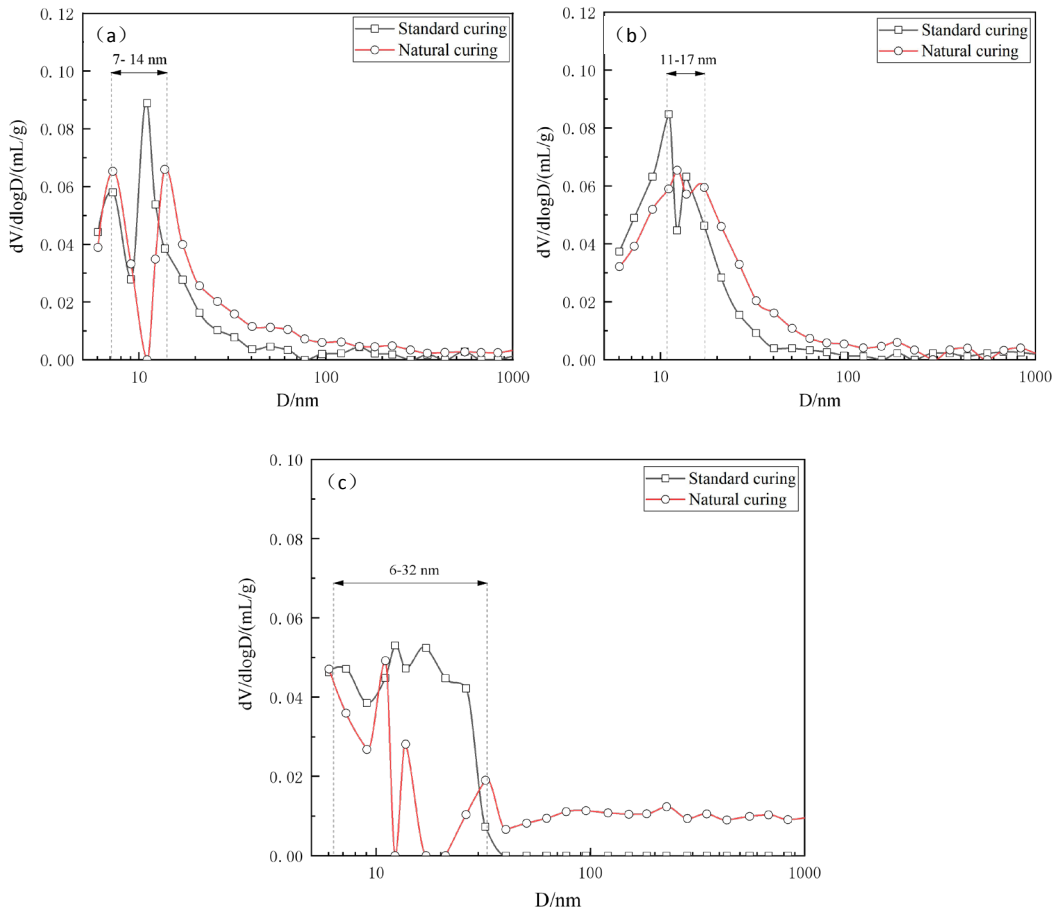 （a）
Standard curing
Natural curing
7- 14 nm
0. 12
0. 10
0. 08
0. 06
0. 04
0. 02
0. 00
dV/dlogD/(mL/g)
10
100
1000
D/nm
（b）
Standard curing
Natural curing
11-17 nm
0. 12
0. 10
0. 08
0. 06
0. 04
0. 02
0. 00
dV/dlogD/(mL/g)
10
100
1000
D/nm
（c）
Standard curing
Natural curing
6-32 nm
0. 10
0. 08
0. 06
0. 04
0. 02
0. 00
dV/dlogD/(mL/g)
10
100
1000
D/nm